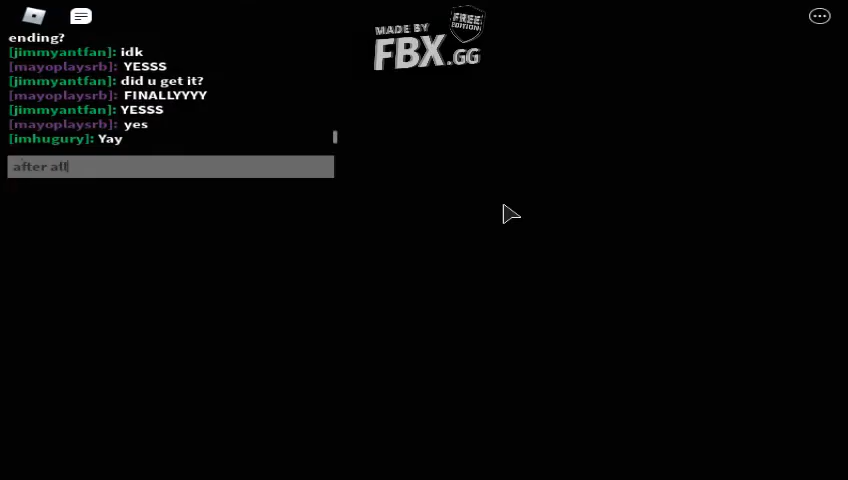 MADE BY
FREE
EDITION
FBX.GG
ending?
[jimmyantfan]: idk
[mayoplaysrb]: YESSS
[jimmyantfan]: did u get it?
[mayoplaysrb]: FINALLYYYY
[jimmyantfan]: YESSS
[mayoplaysrb]: yes
[imhugury]: Yay
after all